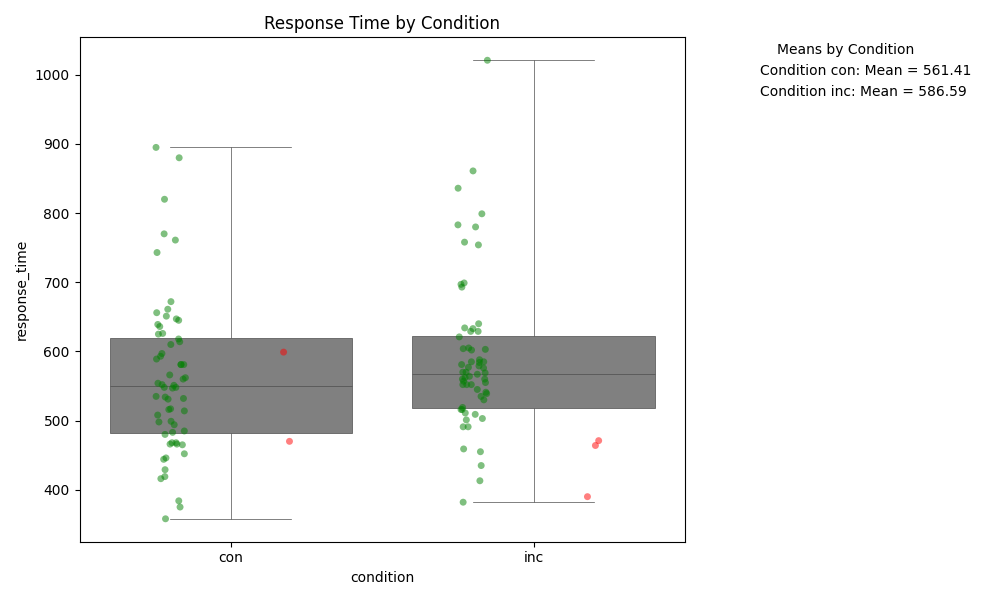 Response Time by Condition
Means by Condition
Condition con: Mean = 561.41
Condition inc: Mean = 586.59
response_time
1000
900
800
700
600
500
400
con
inc
condition